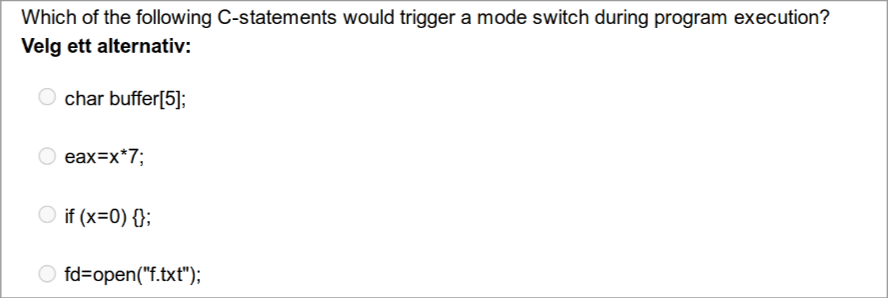 Which of the following C-statements would trigger a mode switch during program execution?
Velg ett alternativ:
char buffer[5];
eax=x*7;
if (x=0) {};
fd=open("f.txt");